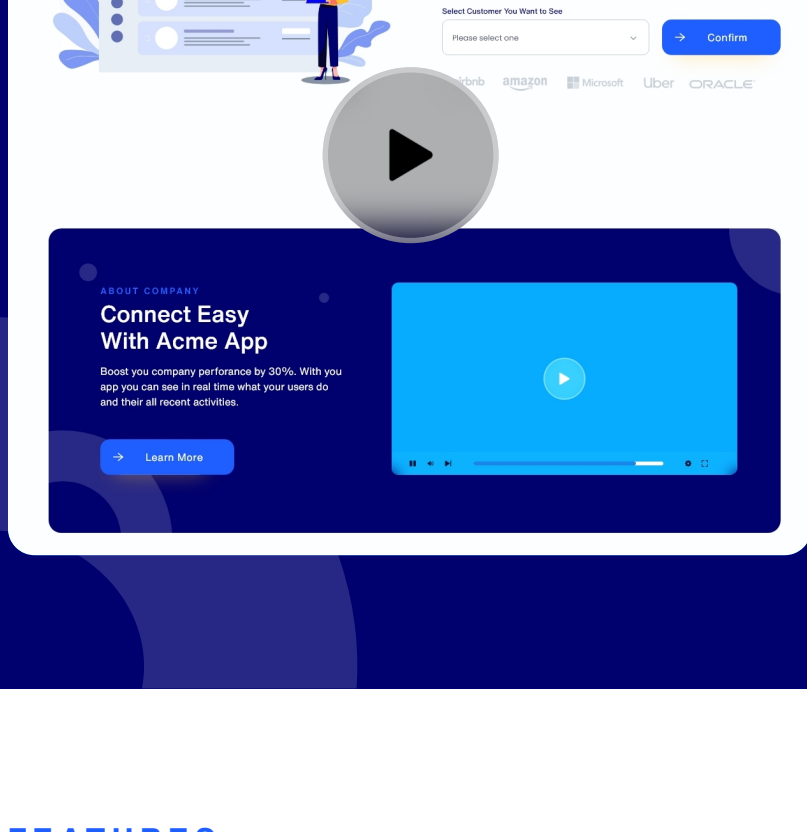 Select Customer You Want to See
Please select one
Confirm
airbnb amazon Microsoft Uber ORACLE
ABOUT COMPANY
Connect Easy
With Acme App
Boost you company perforance by 30%. With you
app you can see in real time what your users do
and their all recent activities.
Learn More
FEATURES